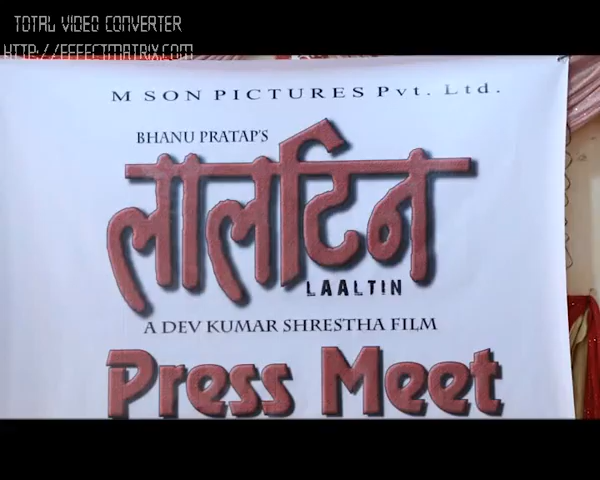 TOTAL VIDEO CONVERTER
HTTP://EFFECTMATRIX.COM
M SON PICTURES Pvt. Ltd.
BHANU PRATAP'S
लालटिन
LAALTIN
A DEV KUMAR SHRESTHA FILM
Press Meet